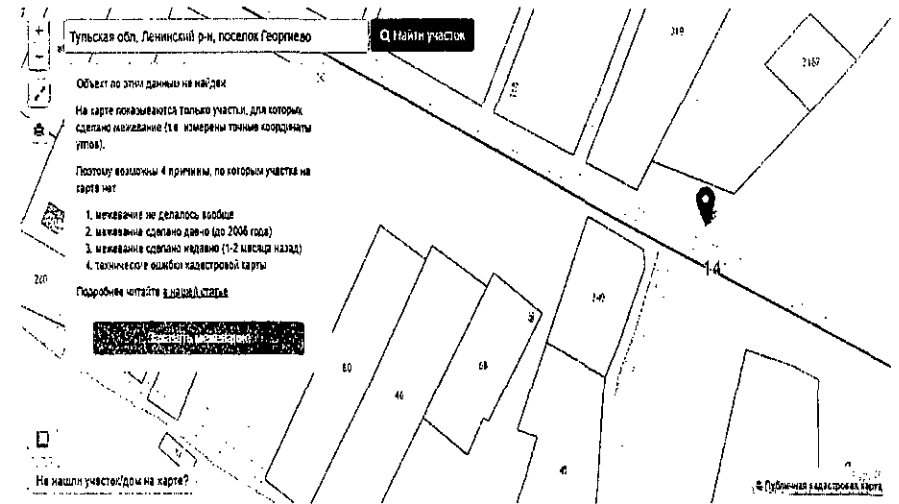 Тульская обл, Ленинский р-н, поселок Георгиево
Найти участок
Объект по этим данным не найден
На карте показываются только участки, для которых
сделано межевание (т.е. измерены точные координаты
углов).
Поэтому возможны 4 причины, по которым участка на
карте нет
1. межевание не делалось вообще
2. межевание сделано давно (до 2006 года)
3. межевание сделано недавно (1-2 месяца назад)
4. технические ошибки кадастровой карты
Подробнее читайте в нашей статье
Заказать межевание
Не нашли участок/дом на карте?
318
2187
14
240
80
46
68
Публичная кадастровая карта